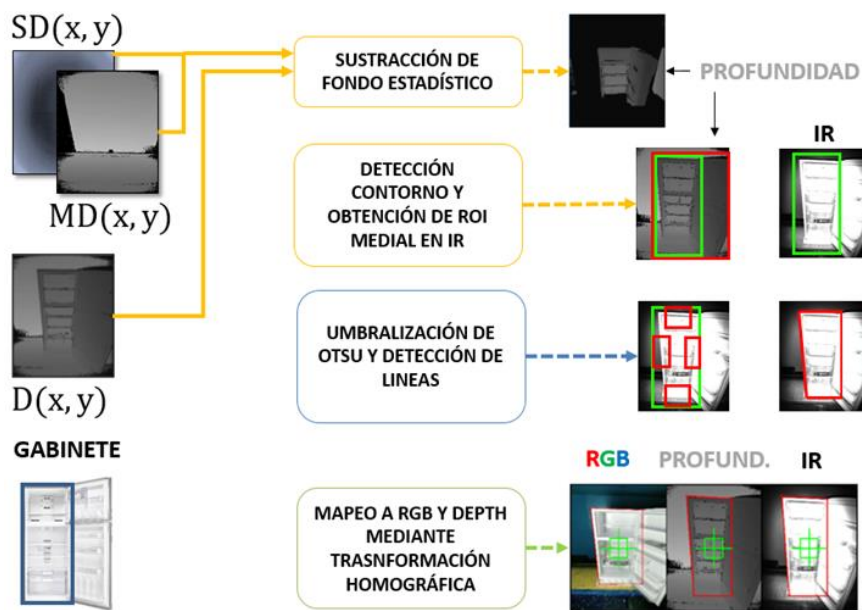 SD(x, y)
MD(x, y)
D(x, y)
GABINETE
SUSTRACCIÓN DE
FONDO ESTADÍSTICO
PROFUNDIDAD
IR
DETECCIÓN
CONTORNO Y
OBTENCIÓN DE ROI
MEDIAL EN IR
UMBRALIZACIÓN DE
OTSU Y DETECCIÓN DE
LINEAS
RGB PROFUND. IR
MAPEO A RGB Y DEPTH
MEDIANTE
TRASNFORMACIÓN
HOMOGRÁFICA